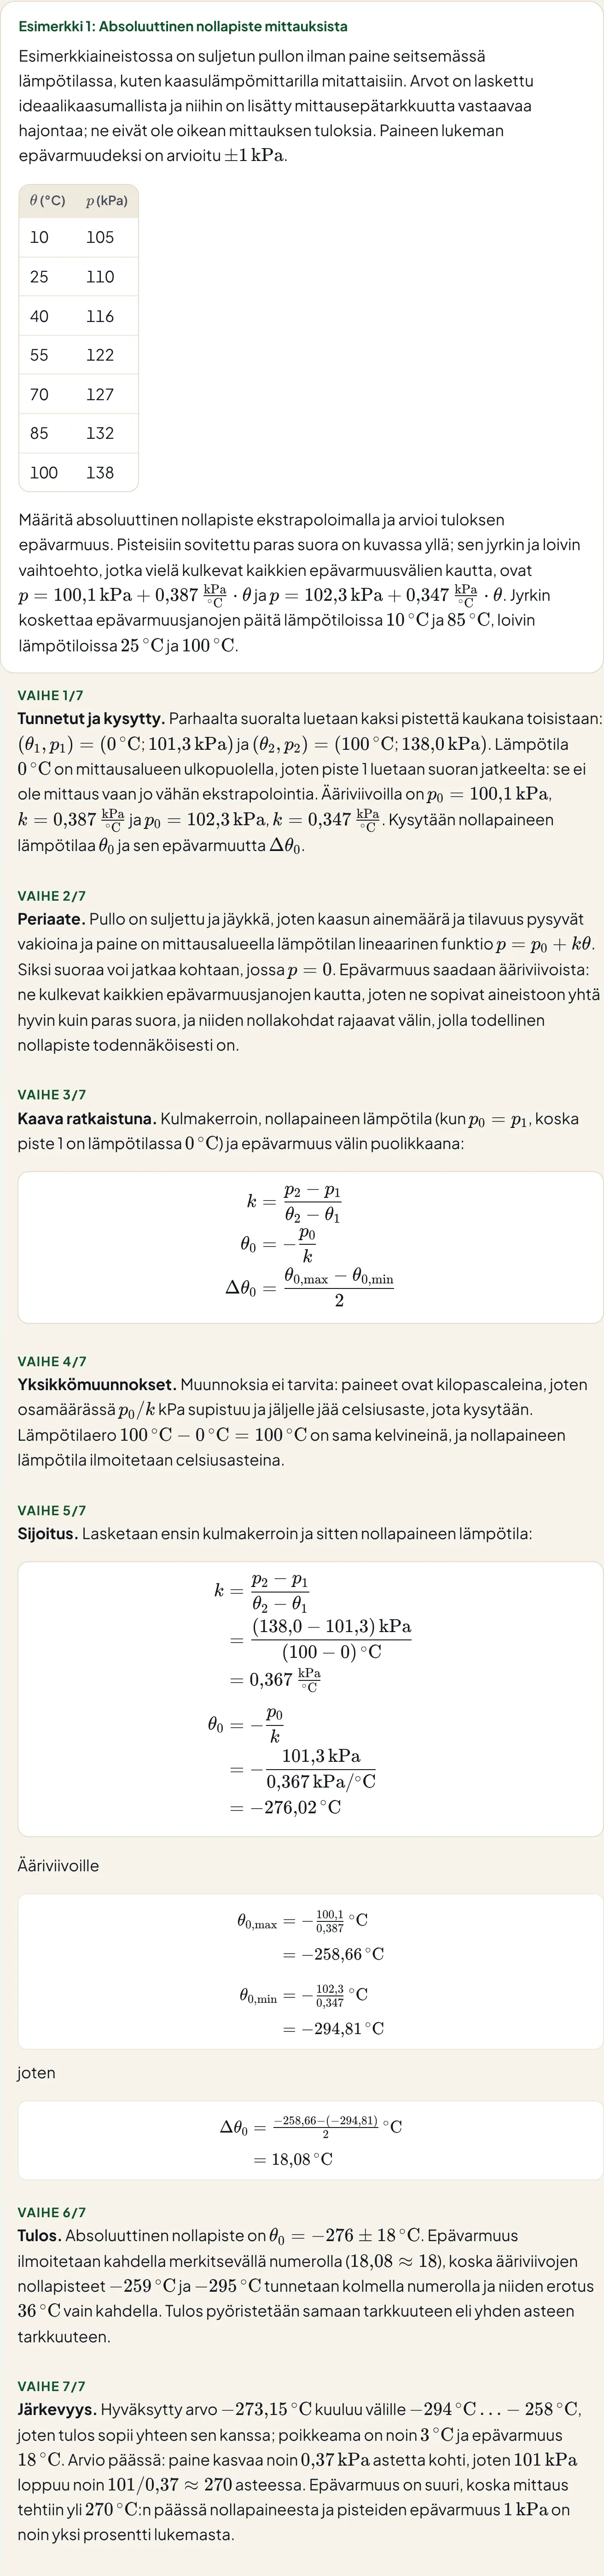 Esimerkki 1: Absoluuttinen nollapiste mittauksista
Esimerkkiaineistossa on suljetun pullon ilman paine seitsemässä
lämpötilassa, kuten kaasulämpömittarilla mitattaisiin. Arvot on laskettu
ideaalikaasumallista ja niihin on lisätty mittausepätarkkuutta vastaavaa
hajontaa; ne eivät ole oikean mittauksen tuloksia. Paineen lukeman
epävarmuudeksi on arvioitu ±1 kPa.
θ (°C) p (kPa)
10 105
25 110
40 116
55 122
70 127
85 132
100 138
Määritä absoluuttinen nollapiste ekstrapoloimalla ja arvioi tuloksen
epävarmuus. Pisteisiin sovitettu paras suora on kuvassa yllä; sen jyrkin ja loivin
vaihtoehto, jotka vielä kulkevat kaikkien epävarmuusvälien kautta, ovat
p = 100,1 kPa + 0,387 kPa/°C · θ ja p = 102,3 kPa + 0,347 kPa/°C · θ. Jyrkin
koskettaa epävarmuusjanojen päitä lämpötiloissa 10 °C ja 85 °C, loivin
lämpötiloissa 25 °C ja 100 °C.
VAIHE 1/7
Tunnetut ja kysytty. Parhaalta suoralta luetaan kaksi pistettä kaukana toisistaan:
(θ₁, p₁) = (0 °C; 101,3 kPa) ja (θ₂, p₂) = (100 °C; 138,0 kPa). Lämpötila
0 °C on mittausalueen ulkopuolella, joten piste 1 luetaan suoran jatkeelta: se ei
ole mittaus vaan jo vähän ekstrapolointia. Ääriviivoilla on p₀ = 100,1 kPa,
k = 0,387 kPa/°C ja p₀ = 102,3 kPa, k = 0,347 kPa/°C. Kysytään nollapaineen
lämpötilaa θ₀ ja sen epävarmuutta Δθ₀.
VAIHE 2/7
Periaate. Pullo on suljettu ja jäykkä, joten kaasun ainemäärä ja tilavuus pysyvät
vakioina ja paine on mittausalueella lämpötilan lineaarinen funktio p = p₀ + kθ.
Siksi suoraa voi jatkaa kohtaan, jossa p = 0. Epävarmuus saadaan ääriviivoista:
ne kulkevat kaikkien epävarmuusjanojen kautta, joten ne sopivat aineistoon yhtä
hyvin kuin paras suora, ja niiden nollakohdat rajaavat välin, jolla todellinen
nollapiste todennäköisesti on.
VAIHE 3/7
Kaava ratkaistuna. Kulmakerroin, nollapaineen lämpötila (kun p₀ = p₁, koska
piste 1 on lämpötilassa 0 °C) ja epävarmuus välin puolikkaana:
k = (p₂ − p₁)/(θ₂ − θ₁)
θ₀ = −p₀/k
Δθ₀ = (θ₀,max − θ₀,min)/2
VAIHE 4/7
Yksikkömuunnokset. Muunnoksia ei tarvita: paineet ovat kilopascaleina, joten
osamäärässä p₀/k kPa supistuu ja jäljelle jää celsiusaste, jota kysytään.
Lämpötilaero 100 °C − 0 °C = 100 °C on sama kelvineinä, ja nollapaineen
lämpötila ilmoitetaan celsiusasteina.
VAIHE 5/7
Sijoitus. Lasketaan ensin kulmakerroin ja sitten nollapaineen lämpötila:
k = (p₂ − p₁)/(θ₂ − θ₁)
= (138,0 − 101,3) kPa/(100 − 0) °C
= 0,367 kPa/°C
θ₀ = −p₀/k
= −101,3 kPa/0,367 kPa/°C
= −276,02 °C
Ääriviivoille
θ₀,max = −100,1/0,387 °C
= −258,66 °C
θ₀,min = −102,3/0,347 °C
= −294,81 °C
joten
Δθ₀ = −258,66−(−294,81)/2 °C
= 18,08 °C
VAIHE 6/7
Tulos. Absoluuttinen nollapiste on θ₀ = −276 ± 18 °C. Epävarmuus
ilmoitetaan kahdella merkitsevällä numerolla (18,08 ≈ 18), koska ääriviivojen
nollapisteet −259 °C ja −295 °C tunnetaan kolmella numerolla ja niiden erotus
36 °C vain kahdella. Tulos pyöristetään samaan tarkkuuteen eli yhden asteen
tarkkuuteen.
VAIHE 7/7
Järkevyys. Hyväksytty arvo −273,15 °C kuuluu välille −294 °C … − 258 °C,
joten tulos sopii yhteen sen kanssa; poikkeama on noin 3 °C ja epävarmuus
18 °C. Arvio päässä: paine kasvaa noin 0,37 kPa astetta kohti, joten 101 kPa
loppuu noin 101/0,37 ≈ 270 asteessa. Epävarmuus on suuri, koska mittaus
tehtiin yli 270 °C:n päässä nollapaineesta ja pisteiden epävarmuus 1 kPa on
noin yksi prosentti lukemasta.